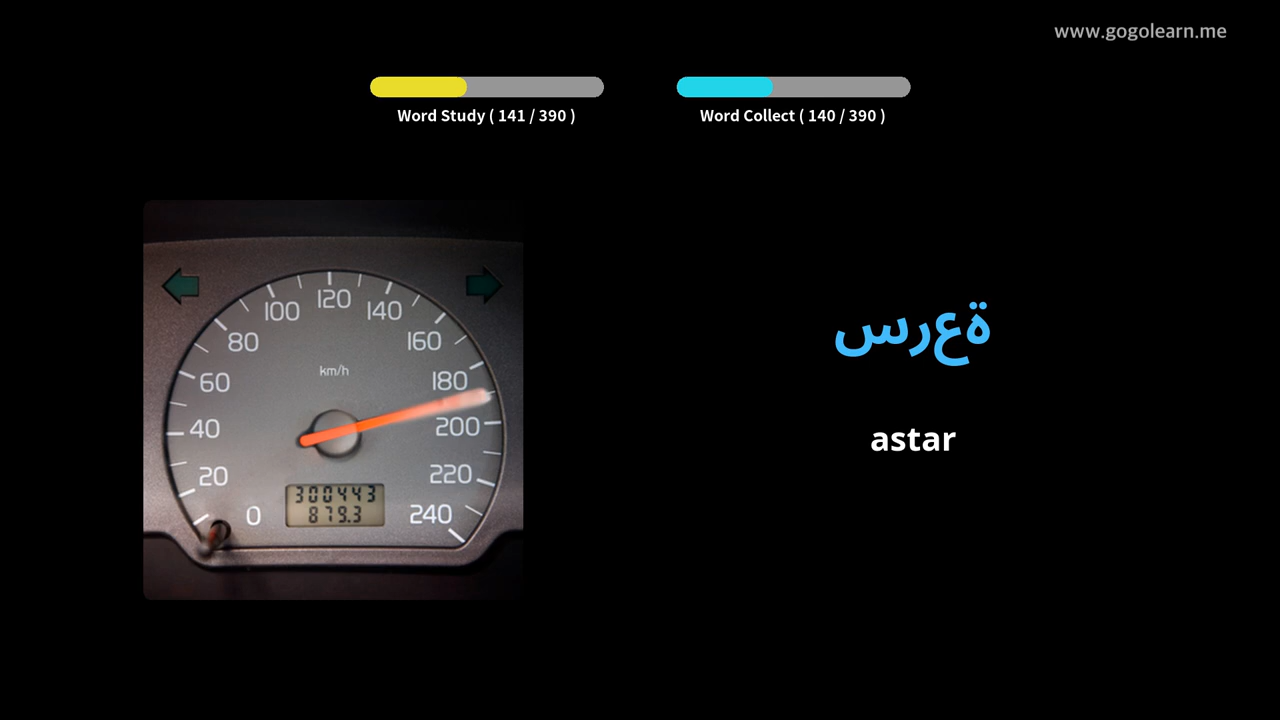 www.gogolearn.me
Word Study ( 141 / 390 )
Word Collect ( 140 / 390 )
ةعرس
astar
0
20
40
60
80
100
120
140
160
180
200
220
240
km/h
300443
879.3